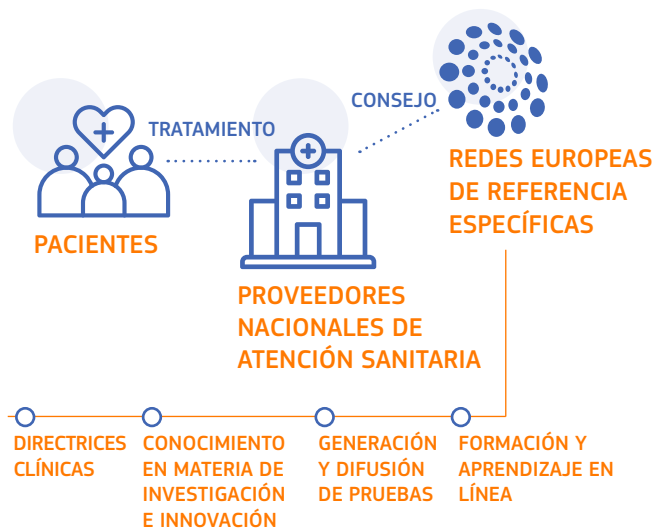 TRATAMIENTO
CONSEJO
PACIENTES
PROVEEDORES
NACIONALES DE
ATENCIÓN SANITARIA
REDES EUROPEAS
DE REFERENCIA
ESPECÍFICAS
DIRECTRICES
CLÍNICAS
CONOCIMIENTO
EN MATERIA DE
INVESTIGACIÓN
E INNOVACIÓN
GENERACIÓN
Y DIFUSIÓN
DE PRUEBAS
FORMACIÓN Y
APRENDIZAJE EN
LÍNEA